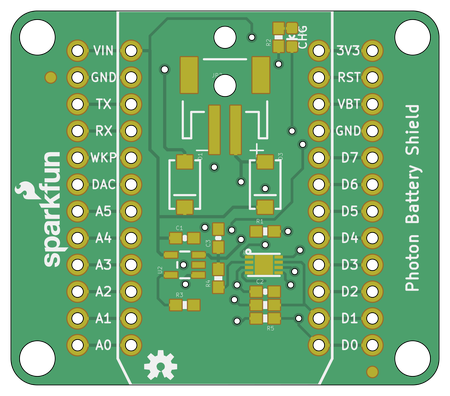 CHG
VIN 3V3
GND RST
TX VBT
RX GND
WKP D7
DAC D6
A5 D5
A4 D4
A3 D3
A2 D2
A1 D1
A0 D0
sparkfun
Photon Battery Shield
- +
C1
R1
C3
U2
R4
R3
C2
R5